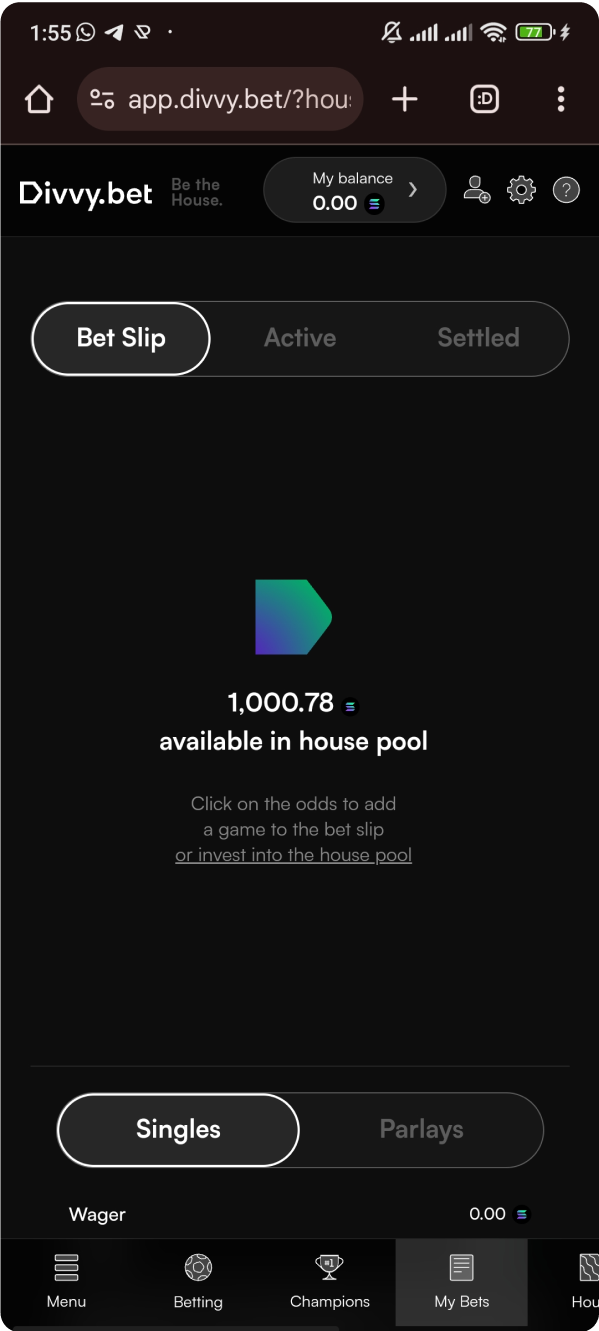 1:55
77
app.divvy.bet/?hou
:D
Divvy.bet
Be the
House.
My balance
0.00
Bet Slip
Active
Settled
1,000.78
available in house pool
Click on the odds to add
a game to the bet slip
or invest into the house pool
Singles
Parlays
Wager
0.00
#1
Menu
Betting
Champions
My Bets
Hou